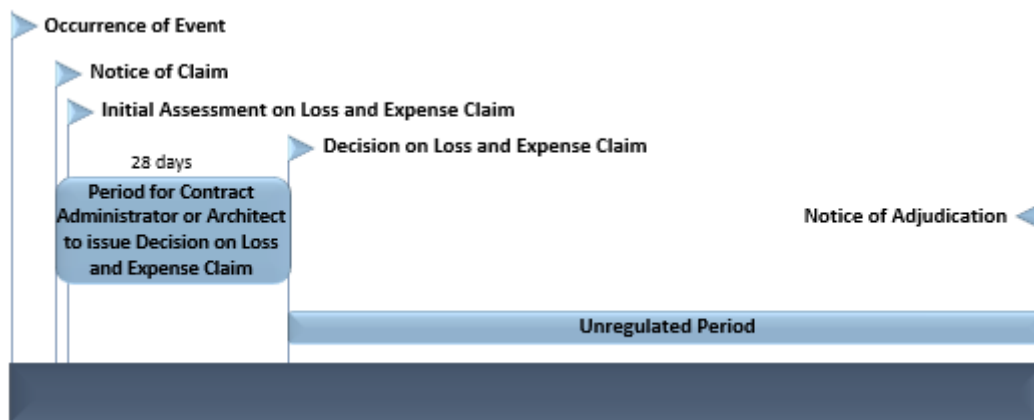 Occurrence of Event
Notice of Claim
Initial Assessment on Loss and Expense Claim
Decision on Loss and Expense Claim
28 days
Period for Contract
Administrator or Architect
to issue Decision on Loss
and Expense Claim
Notice of Adjudication
Unregulated Period